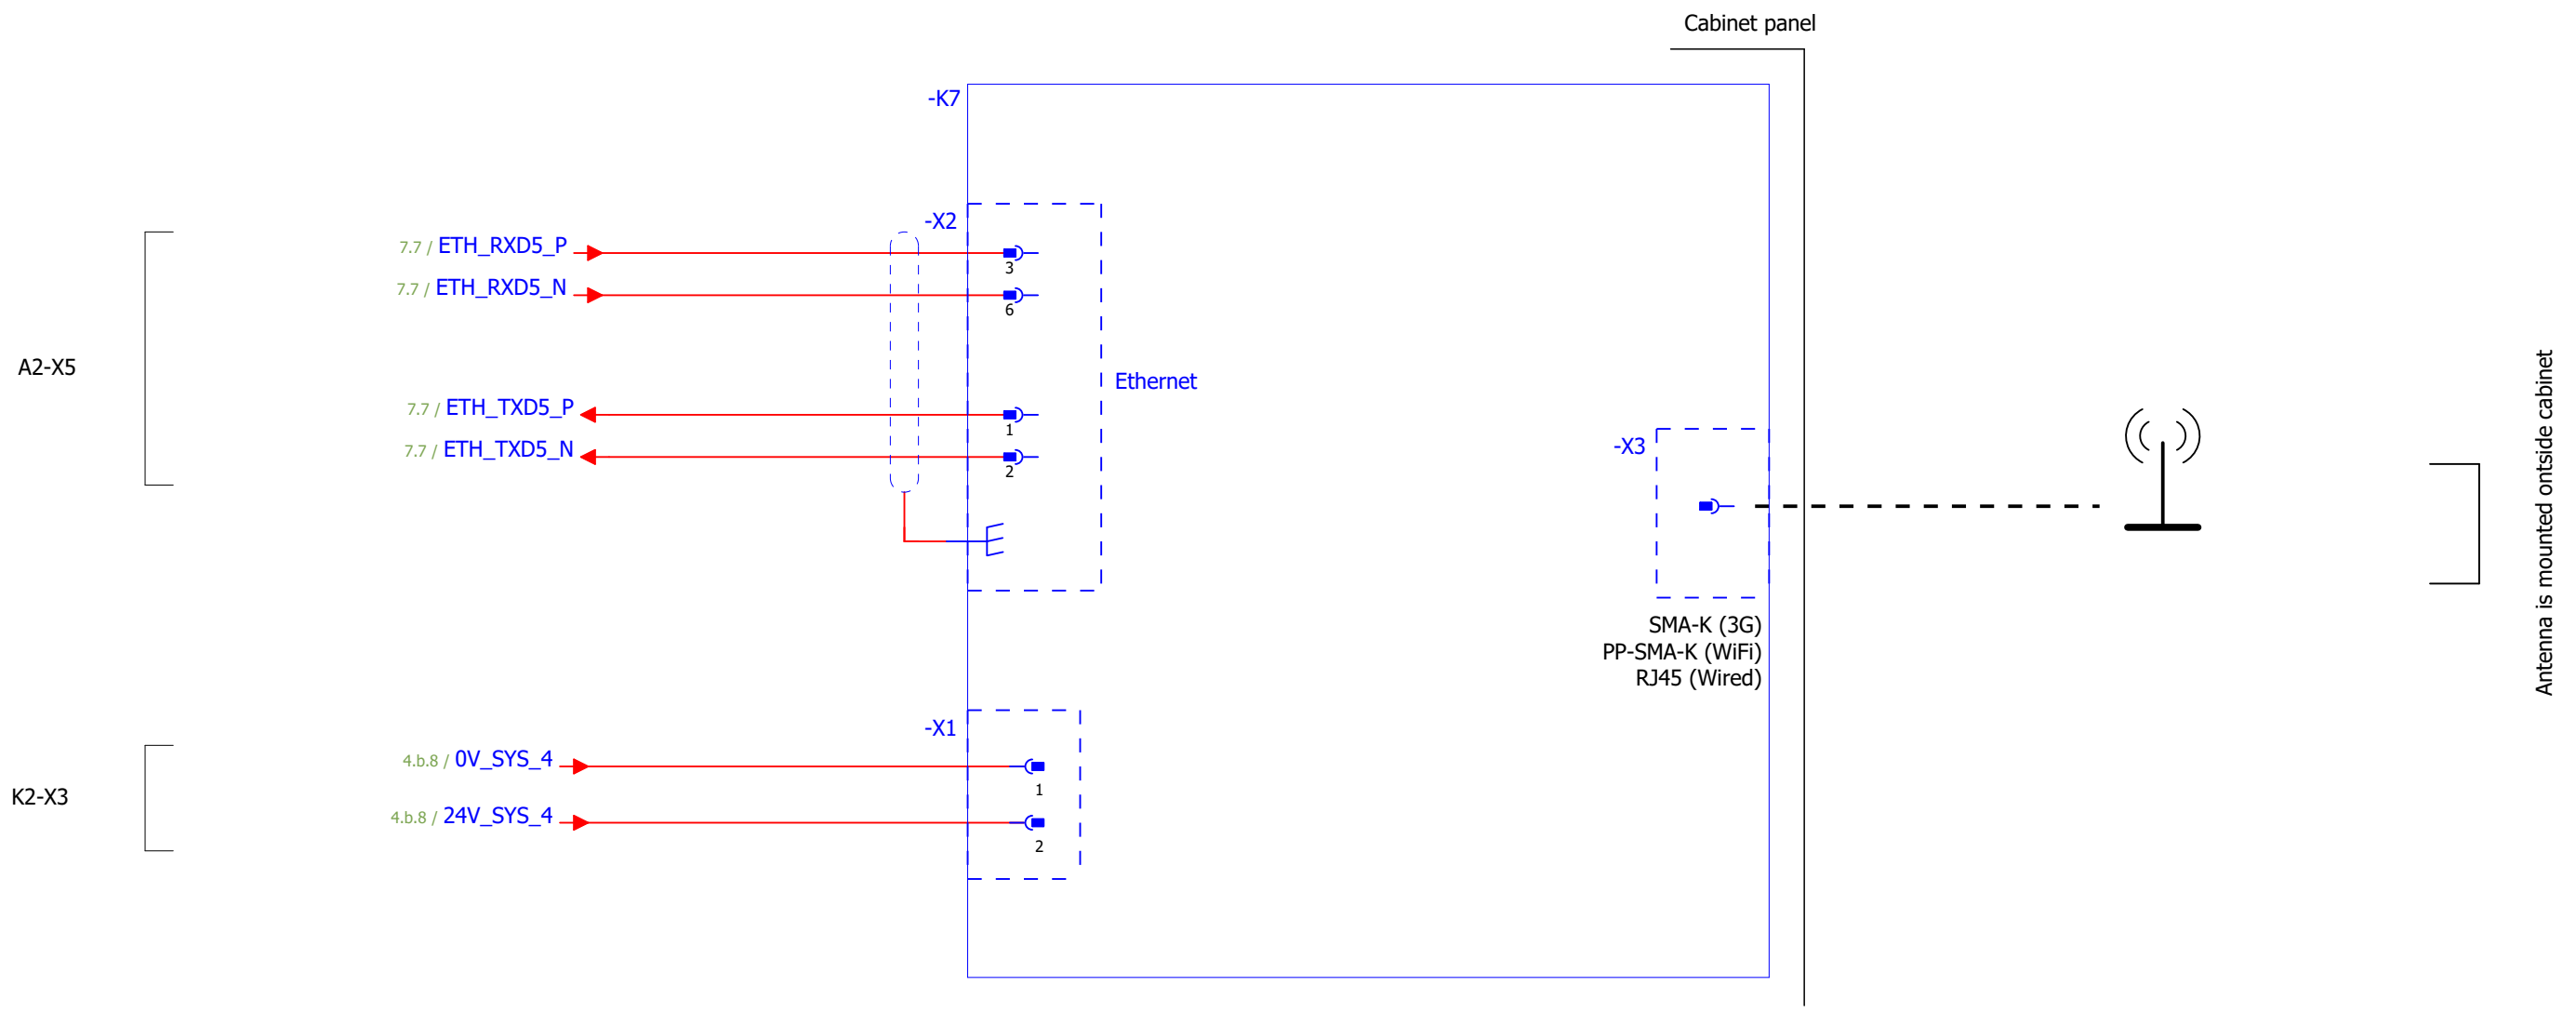 Cabinet panel
-K7
-X2
7.7 / ETH_RXD5_P
3
7.7 / ETH_RXD5_N
6
A2-X5
Ethernet
7.7 / ETH_TXD5_P
1
7.7 / ETH_TXD5_N
2
-X3
SMA-K (3G)
PP-SMA-K (WiFi)
RJ45 (Wired)
Antenna is mounted ontside cabinet
-X1
4.b.8 / 0V_SYS_4
1
K2-X3
4.b.8 / 24V_SYS_4
2